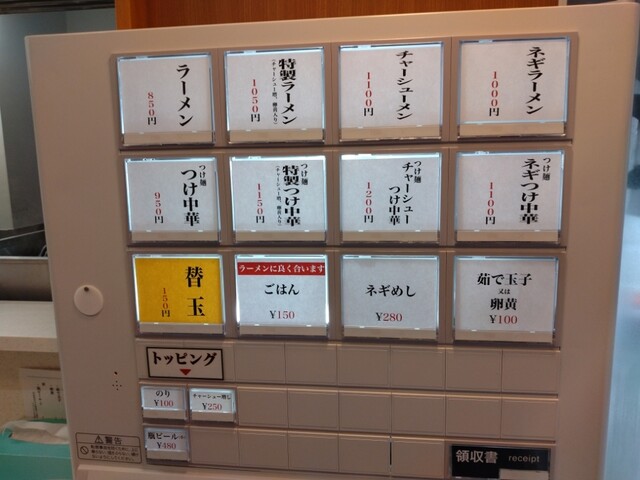 ラーメン
850円
特製ラーメン
1050円
チャーシューメン
1100円
ネギラーメン
1000円
つけ麺
つけ中華
950円
つけ麺
特製つけ中華
1150円
つけ麺
チャーシュー
つけ中華
1200円
つけ麺
ネギつけ中華
1100円
替玉
150円
ラーメンに良く合います
ごはん
¥150
ネギめし
¥280
茹で玉子
又は
卵黄
¥100
トッピング
のり
¥100
チャーシュー増し
¥250
瓶ビール
¥480
警告
領収書 receipt